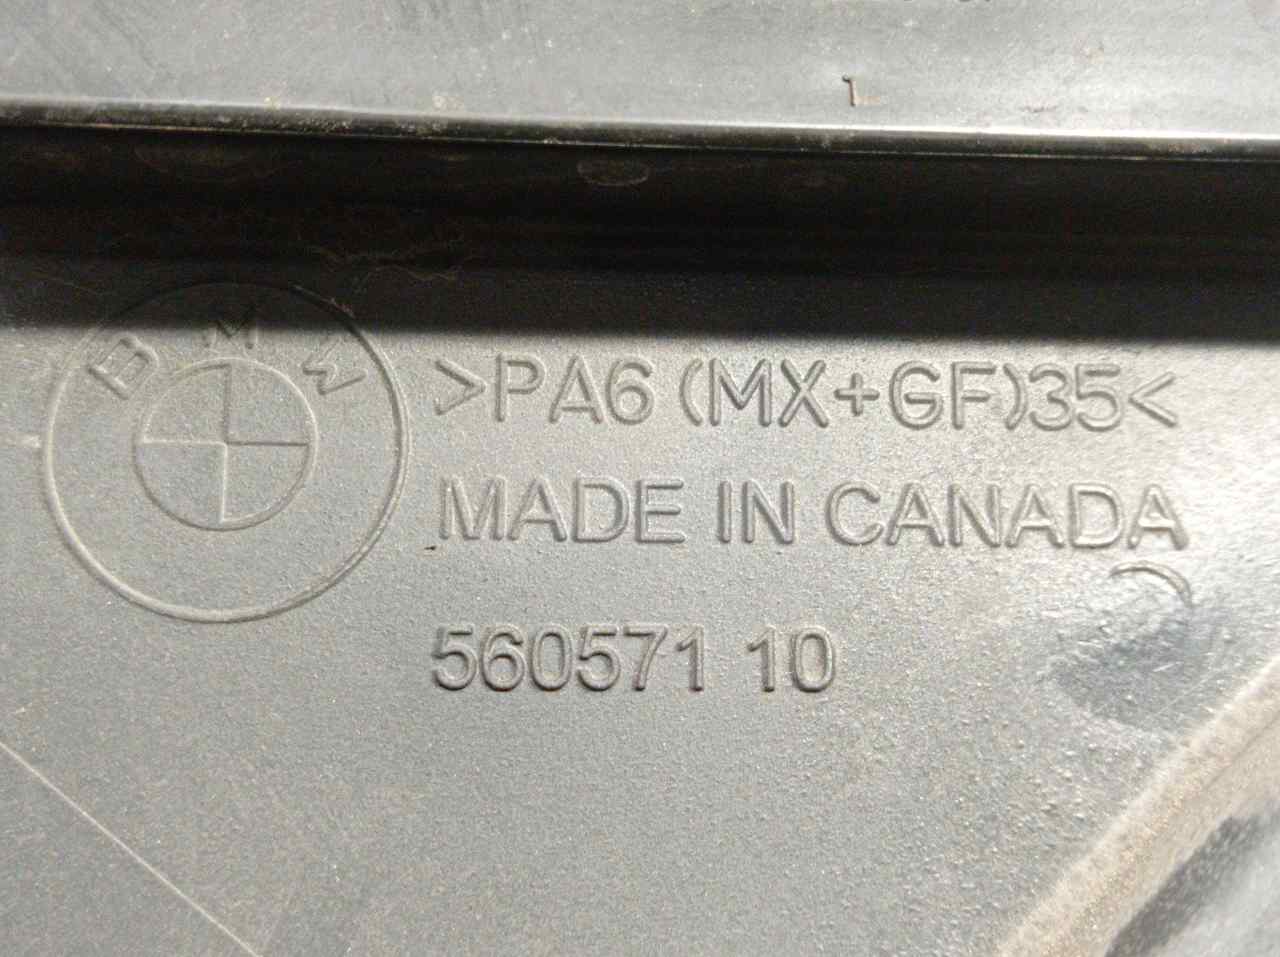 BMW
>PA6 (MX+GF)35<
MADE IN CANADA
560571 10